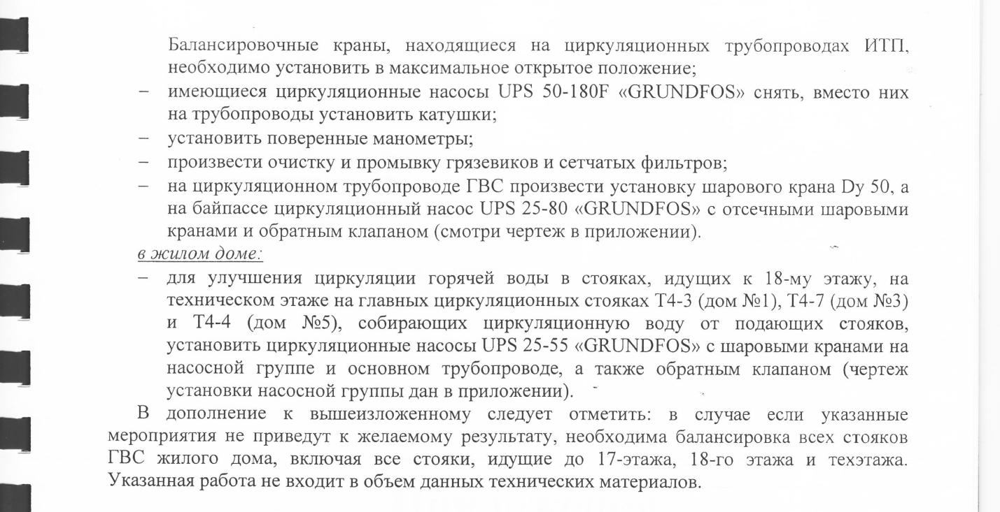 Балансировочные краны, находящиеся на циркуляционных трубопроводах ИТП,
необходимо установить в максимальное открытое положение;
– имеющиеся циркуляционные насосы UPS 50-180F «GRUNDFOS» снять, вместо них
на трубопроводы установить катушки;
– установить поверенные манометры;
– произвести очистку и промывку грязевиков и сетчатых фильтров;
– на циркуляционном трубопроводе ГВС произвести установку шарового крана Dy 50, а
на байпассе циркуляционный насос UPS 25-80 «GRUNDFOS» с отсечными шаровыми
кранами и обратным клапаном (смотри чертеж в приложении).
в жилом доме:
– для улучшения циркуляции горячей воды в стояках, идущих к 18-му этажу, на
техническом этаже на главных циркуляционных стояках Т4-3 (дом №1), Т4-7 (дом №3)
и Т4-4 (дом №5), собирающих циркуляционную воду от подающих стояков,
установить циркуляционные насосы UPS 25-55 «GRUNDFOS» с шаровыми кранами на
насосной группе и основном трубопроводе, а также обратным клапаном (чертеж
установки насосной группы дан в приложении).
В дополнение к вышеизложенному следует отметить: в случае если указанные
мероприятия не приведут к желаемому результату, необходима балансировка всех стояков
ГВС жилого дома, включая все стояки, идущие до 17-этажа, 18-го этажа и техэтажа.
Указанная работа не входит в объем данных технических материалов.